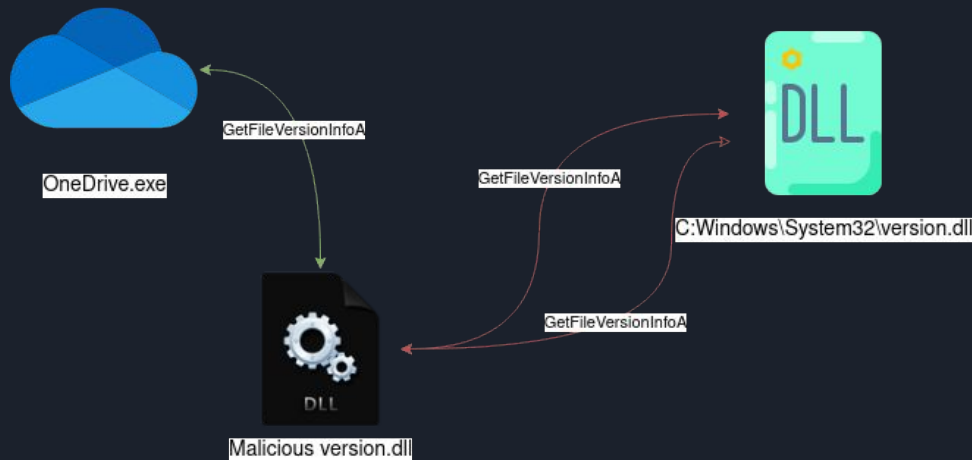 GetFileVersionInfoA
OneDrive.exe
GetFileVersionInfoA
DLL
C:Windows\System32\version.dll
GetFileVersionInfoA
DLL
Malicious version.dll